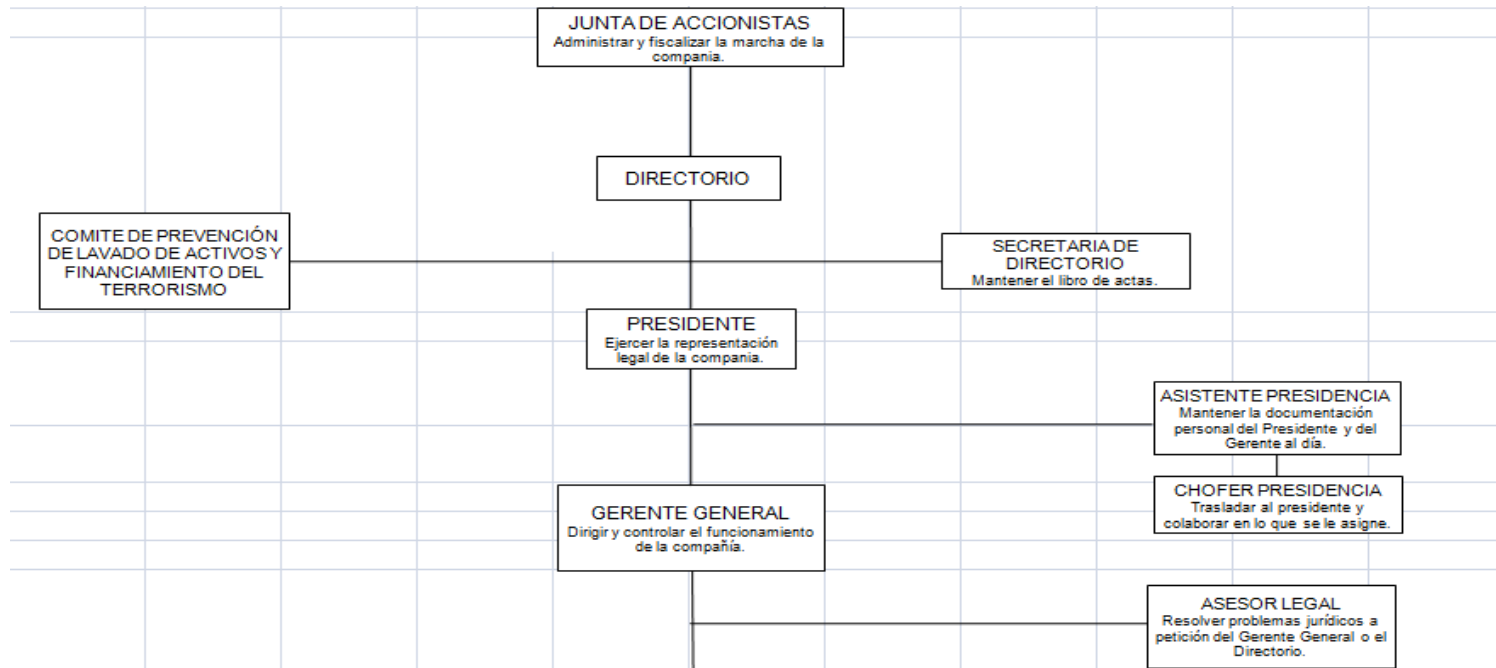 JUNTA DE ACCIONISTAS
Administrar y fiscalizar la marcha de la
compania.
DIRECTORIO
COMITE DE PREVENCIÓN
DE LAVADO DE ACTIVOS Y
FINANCIAMIENTO DEL
TERRORISMO
SECRETARIA DE
DIRECTORIO
Mantener el libro de actas.
PRESIDENTE
Ejercer la representación
legal de la compania.
ASISTENTE PRESIDENCIA
Mantener la documentación
personal del Presidente y del
Gerente al día.
CHOFER PRESIDENCIA
Trasladar al presidente y
colaborar en lo que se le asigne.
GERENTE GENERAL
Dirigir y controlar el funcionamiento
de la compañía.
ASESOR LEGAL
Resolver problemas jurídicos a
petición del Gerente General o el
Directorio.